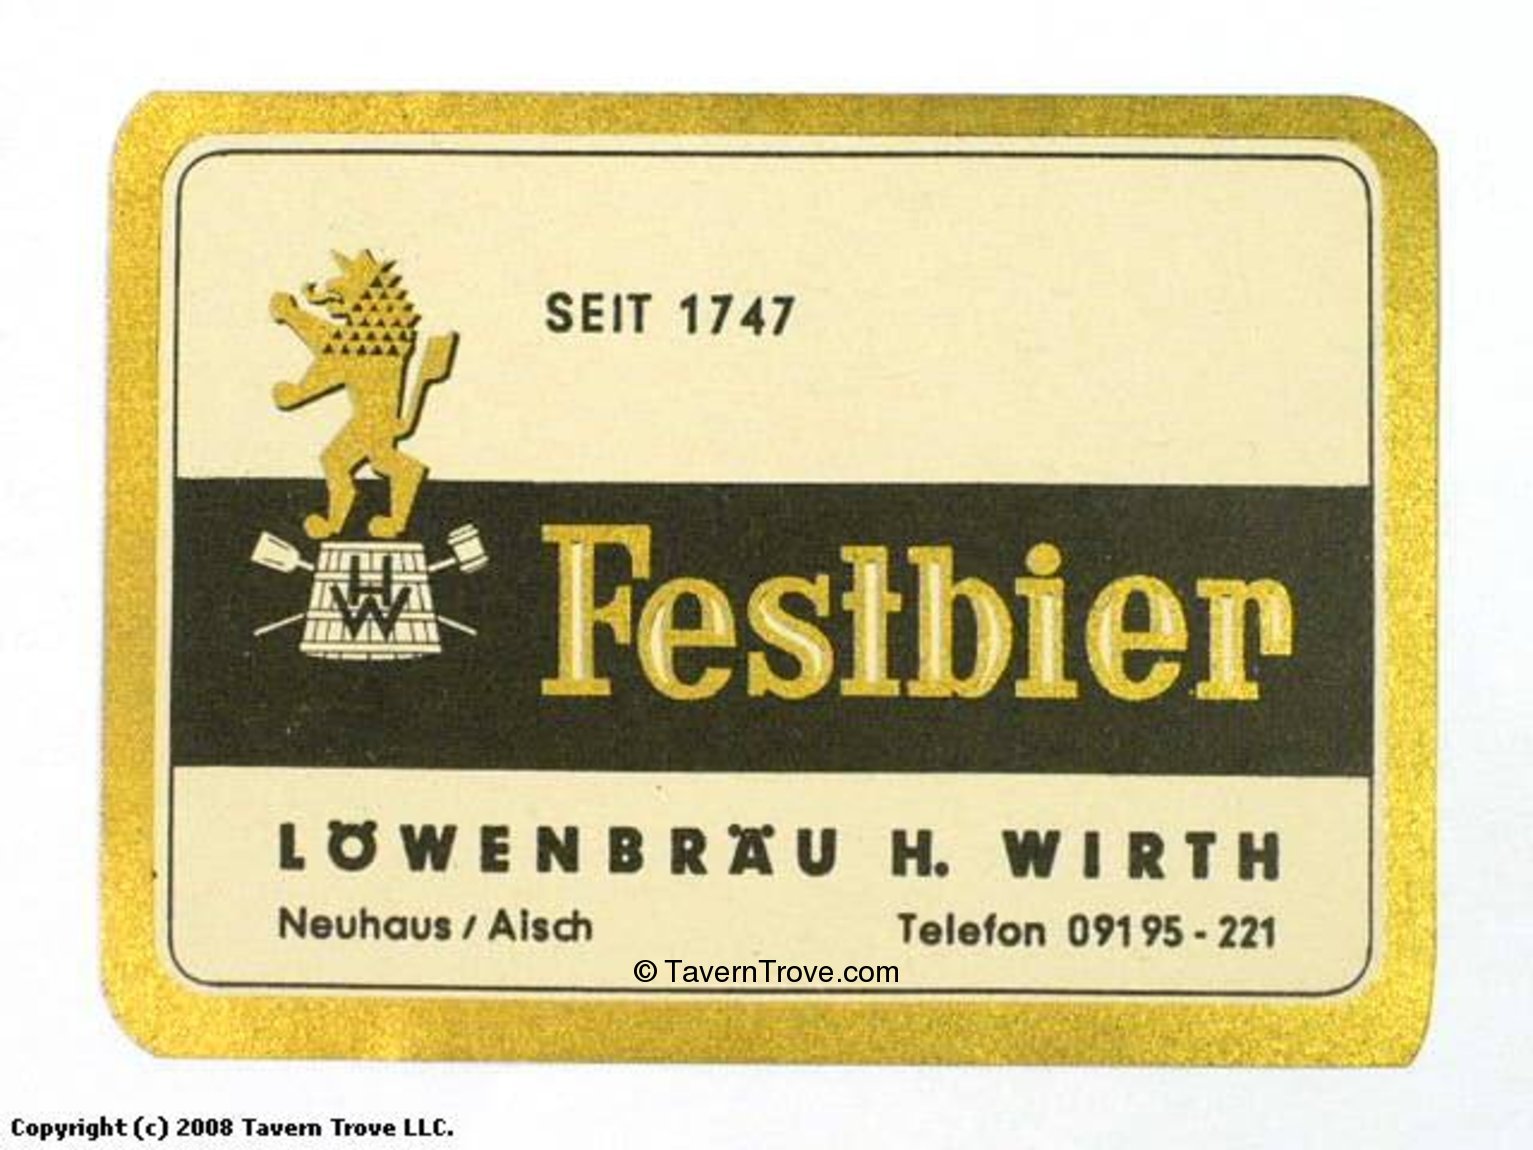 SEIT 1747
HW
Festbier
LÖWENBRÄU H. WIRTH
Neuhaus / Aisch Telefon 09195 - 221
© TavernTrove.com
Copyright (c) 2008 Tavern Trove LLC.